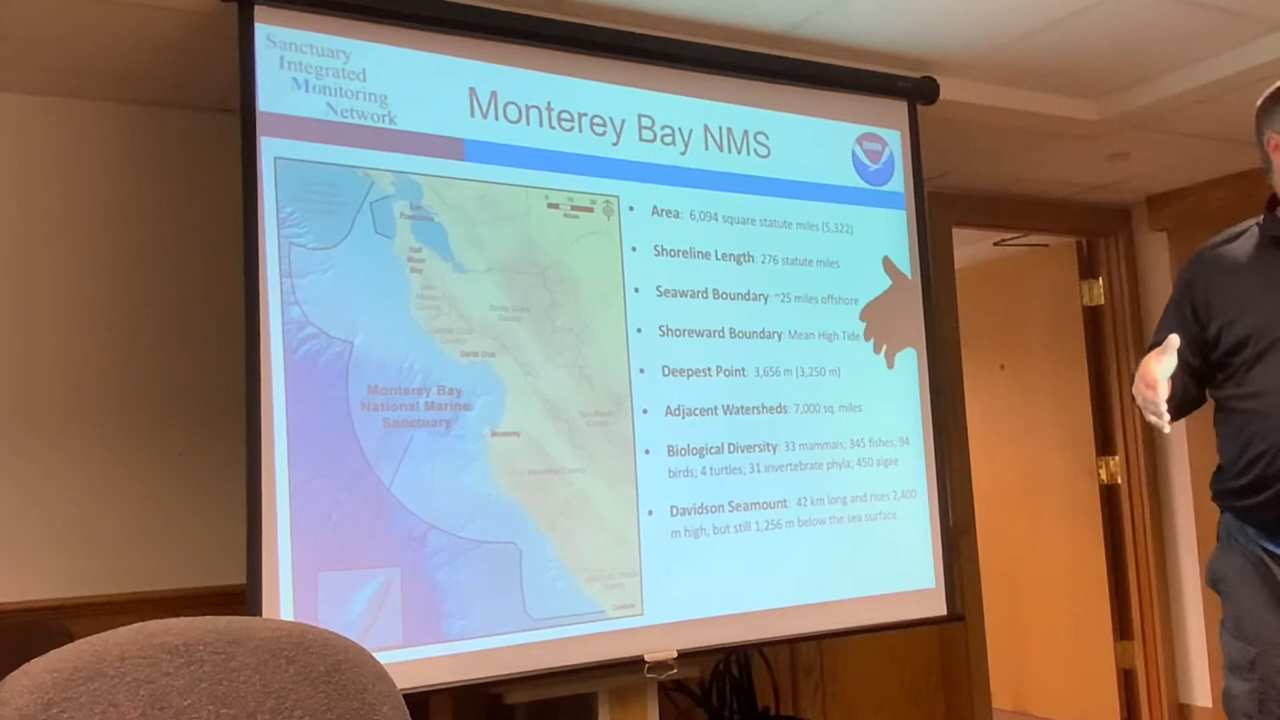 Sanctuary
Integrated
Monitoring
Network
Monterey Bay NMS
• Area: 6,094 square statute miles (5,322)
• Shoreline Length: 276 statute miles
• Seaward Boundary: ~25 miles offshore
• Shoreward Boundary: Mean High Tide
• Deepest Point: 3,656 m (3,250 m)
• Adjacent Watersheds: 7,000 sq. miles
• Biological Diversity: 33 mammals; 345 fishes; 94
birds; 4 turtles; 31 invertebrate phyla; 450 algae
• Davidson Seamount: 42 km long and rises 2,400
m high, but still 1,256 m below the sea surface.
Half
Moon
Bay
Santa Cruz
Monterey Bay
National Marine
Sanctuary
Monterey